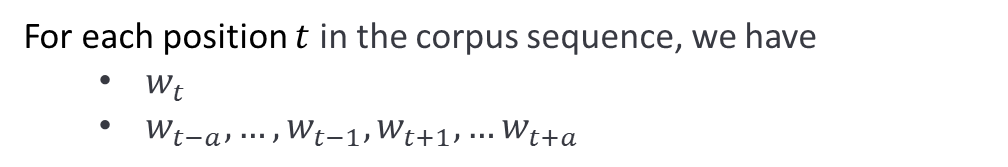 For each position t in the corpus sequence, we have
• w_t
• w_{t−a}, … , w_{t−1}, w_{t+1}, … w_{t+a}